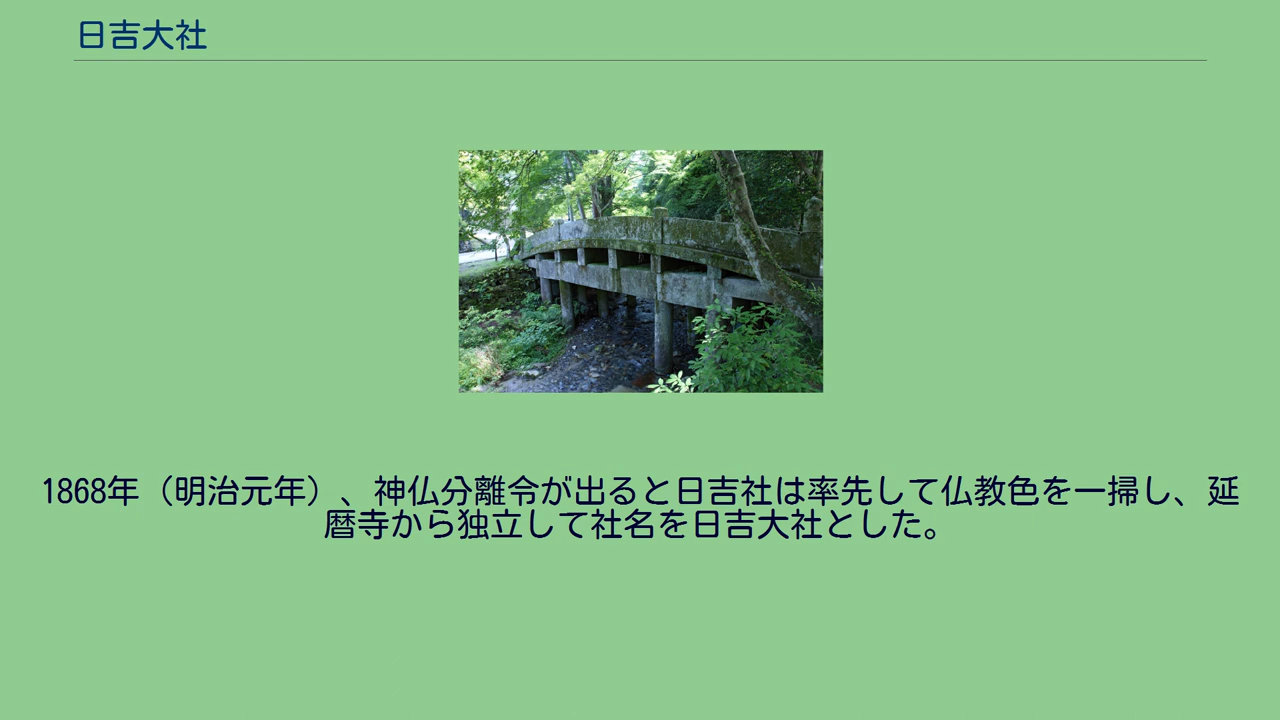 日吉大社
1868年（明治元年）、神仏分離令が出ると日吉社は率先して仏教色を一掃し、延
暦寺から独立して社名を日吉大社とした。